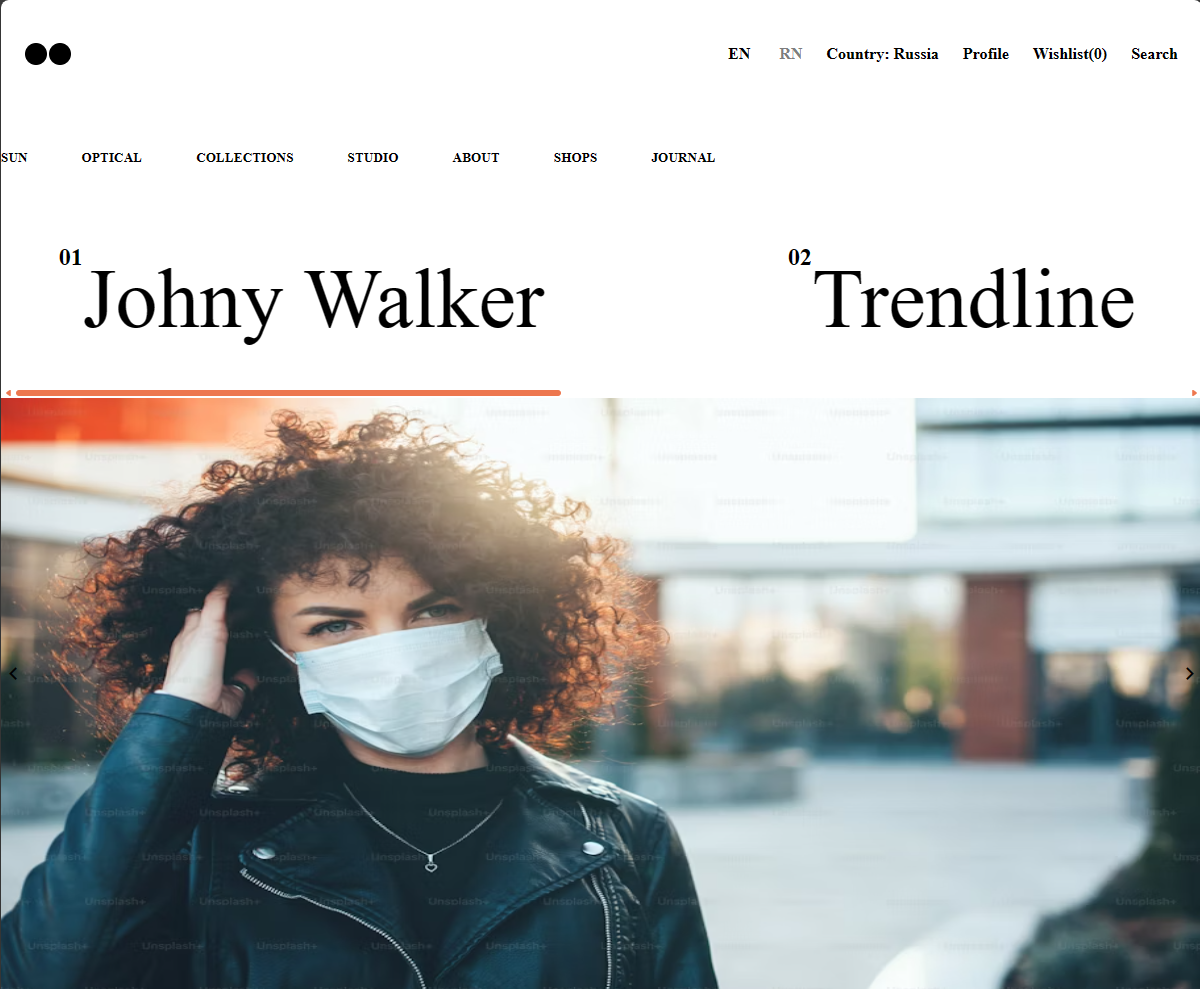 EN RN Country: Russia Profile Wishlist(0) Search
SUN OPTICAL COLLECTIONS STUDIO ABOUT SHOPS JOURNAL
01 Johny Walker 02 Trendline
Unsplash+